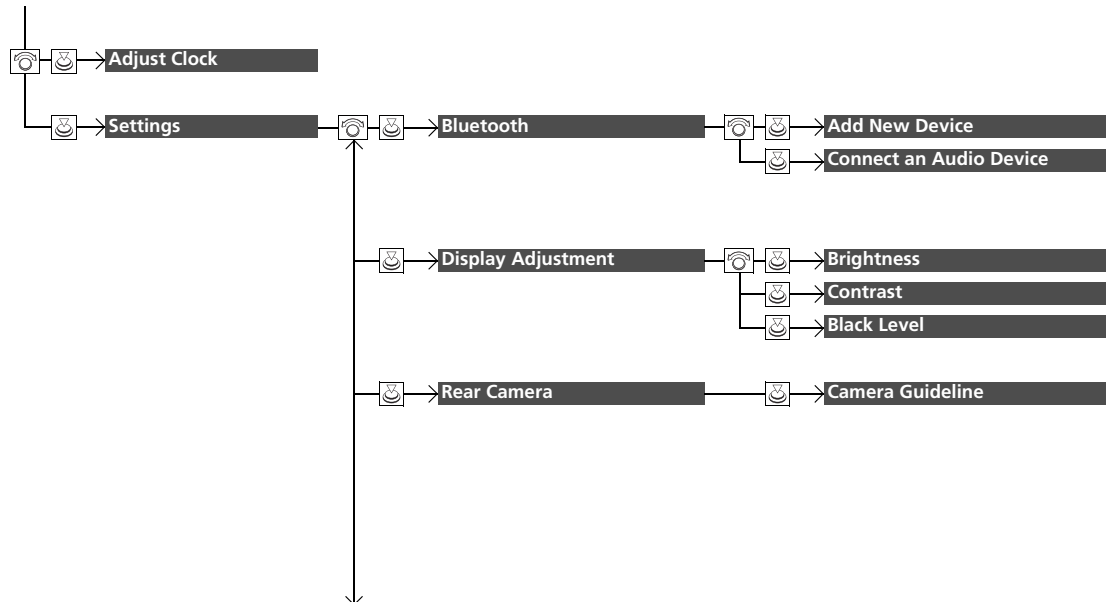 Adjust Clock
Settings
Bluetooth
Add New Device
Connect an Audio Device
Display Adjustment
Brightness
Contrast
Black Level
Rear Camera
Camera Guideline